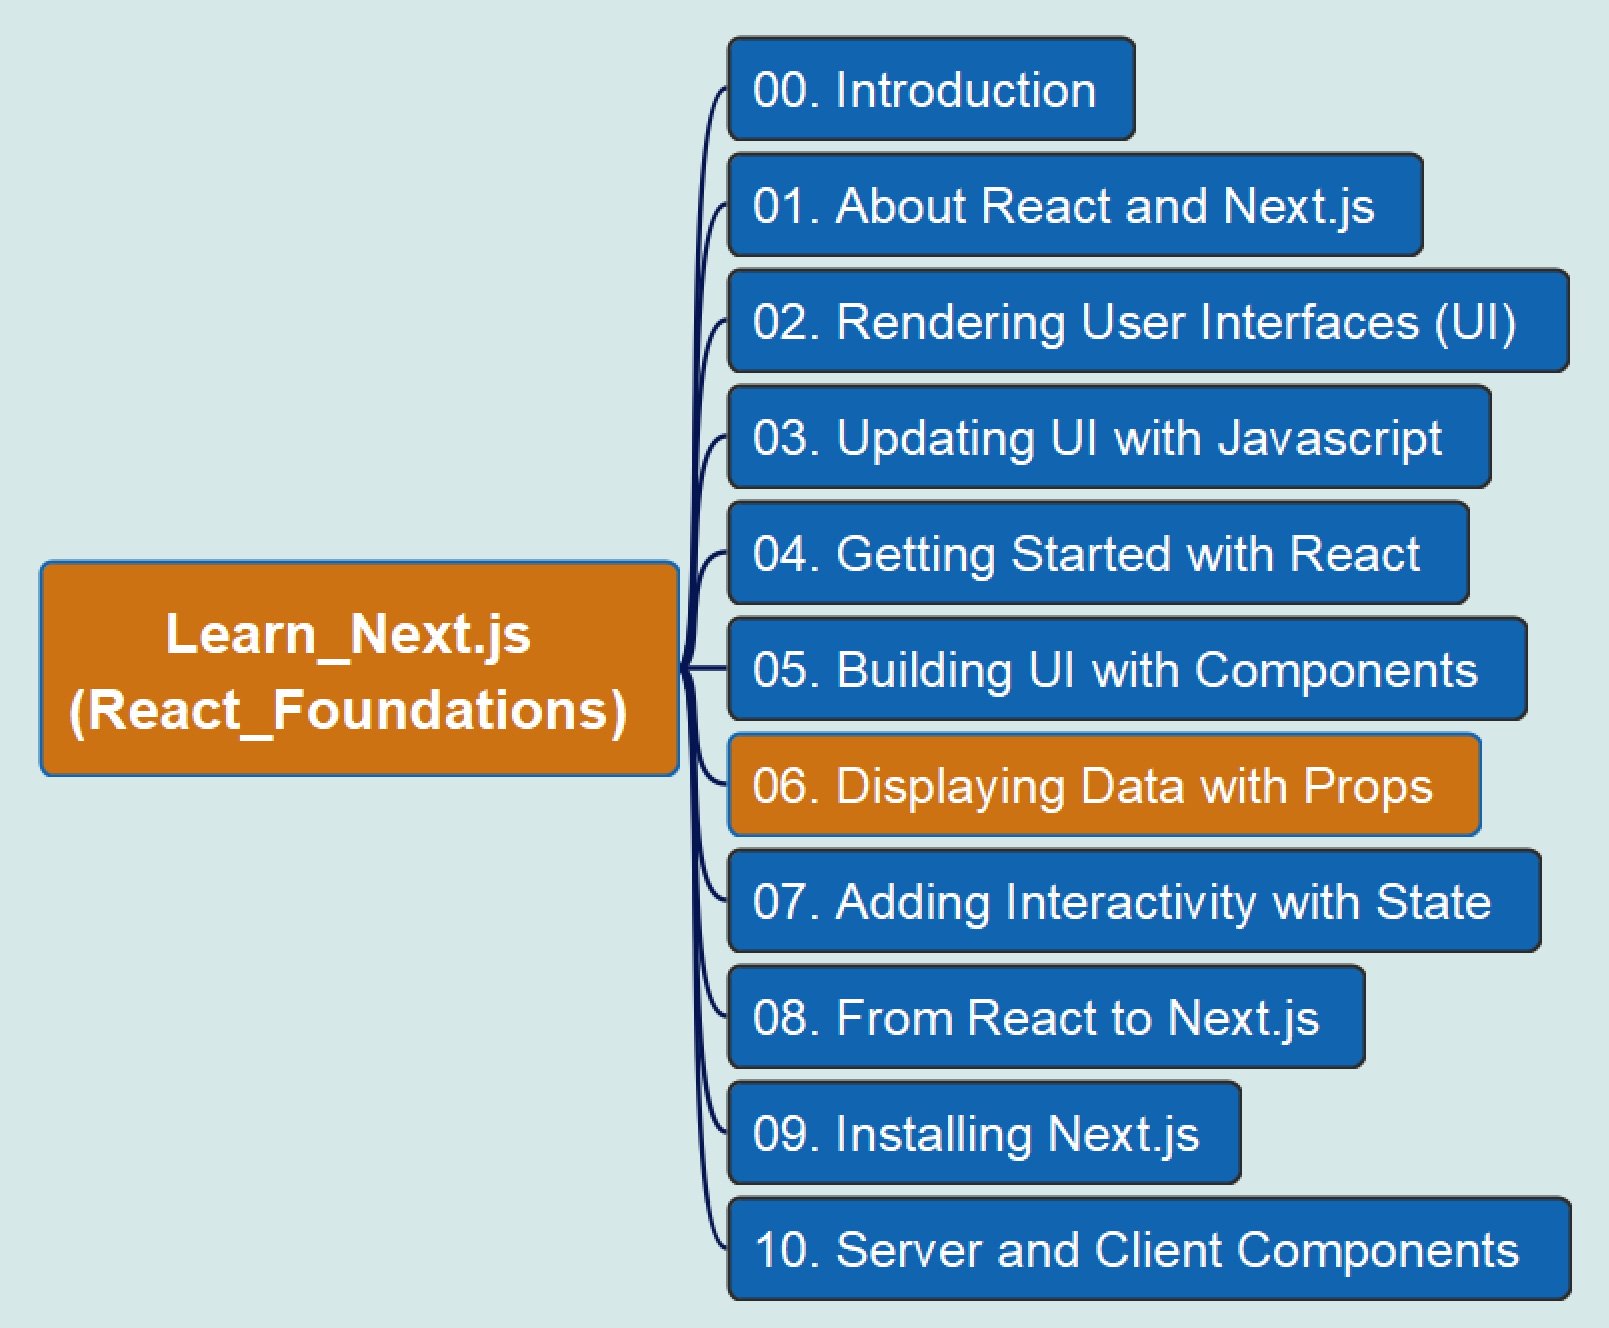 00. Introduction
01. About React and Next.js
02. Rendering User Interfaces (UI)
03. Updating UI with Javascript
04. Getting Started with React
Learn_Next.js
(React_Foundations)
05. Building UI with Components
06. Displaying Data with Props
07. Adding Interactivity with State
08. From React to Next.js
09. Installing Next.js
10. Server and Client Components